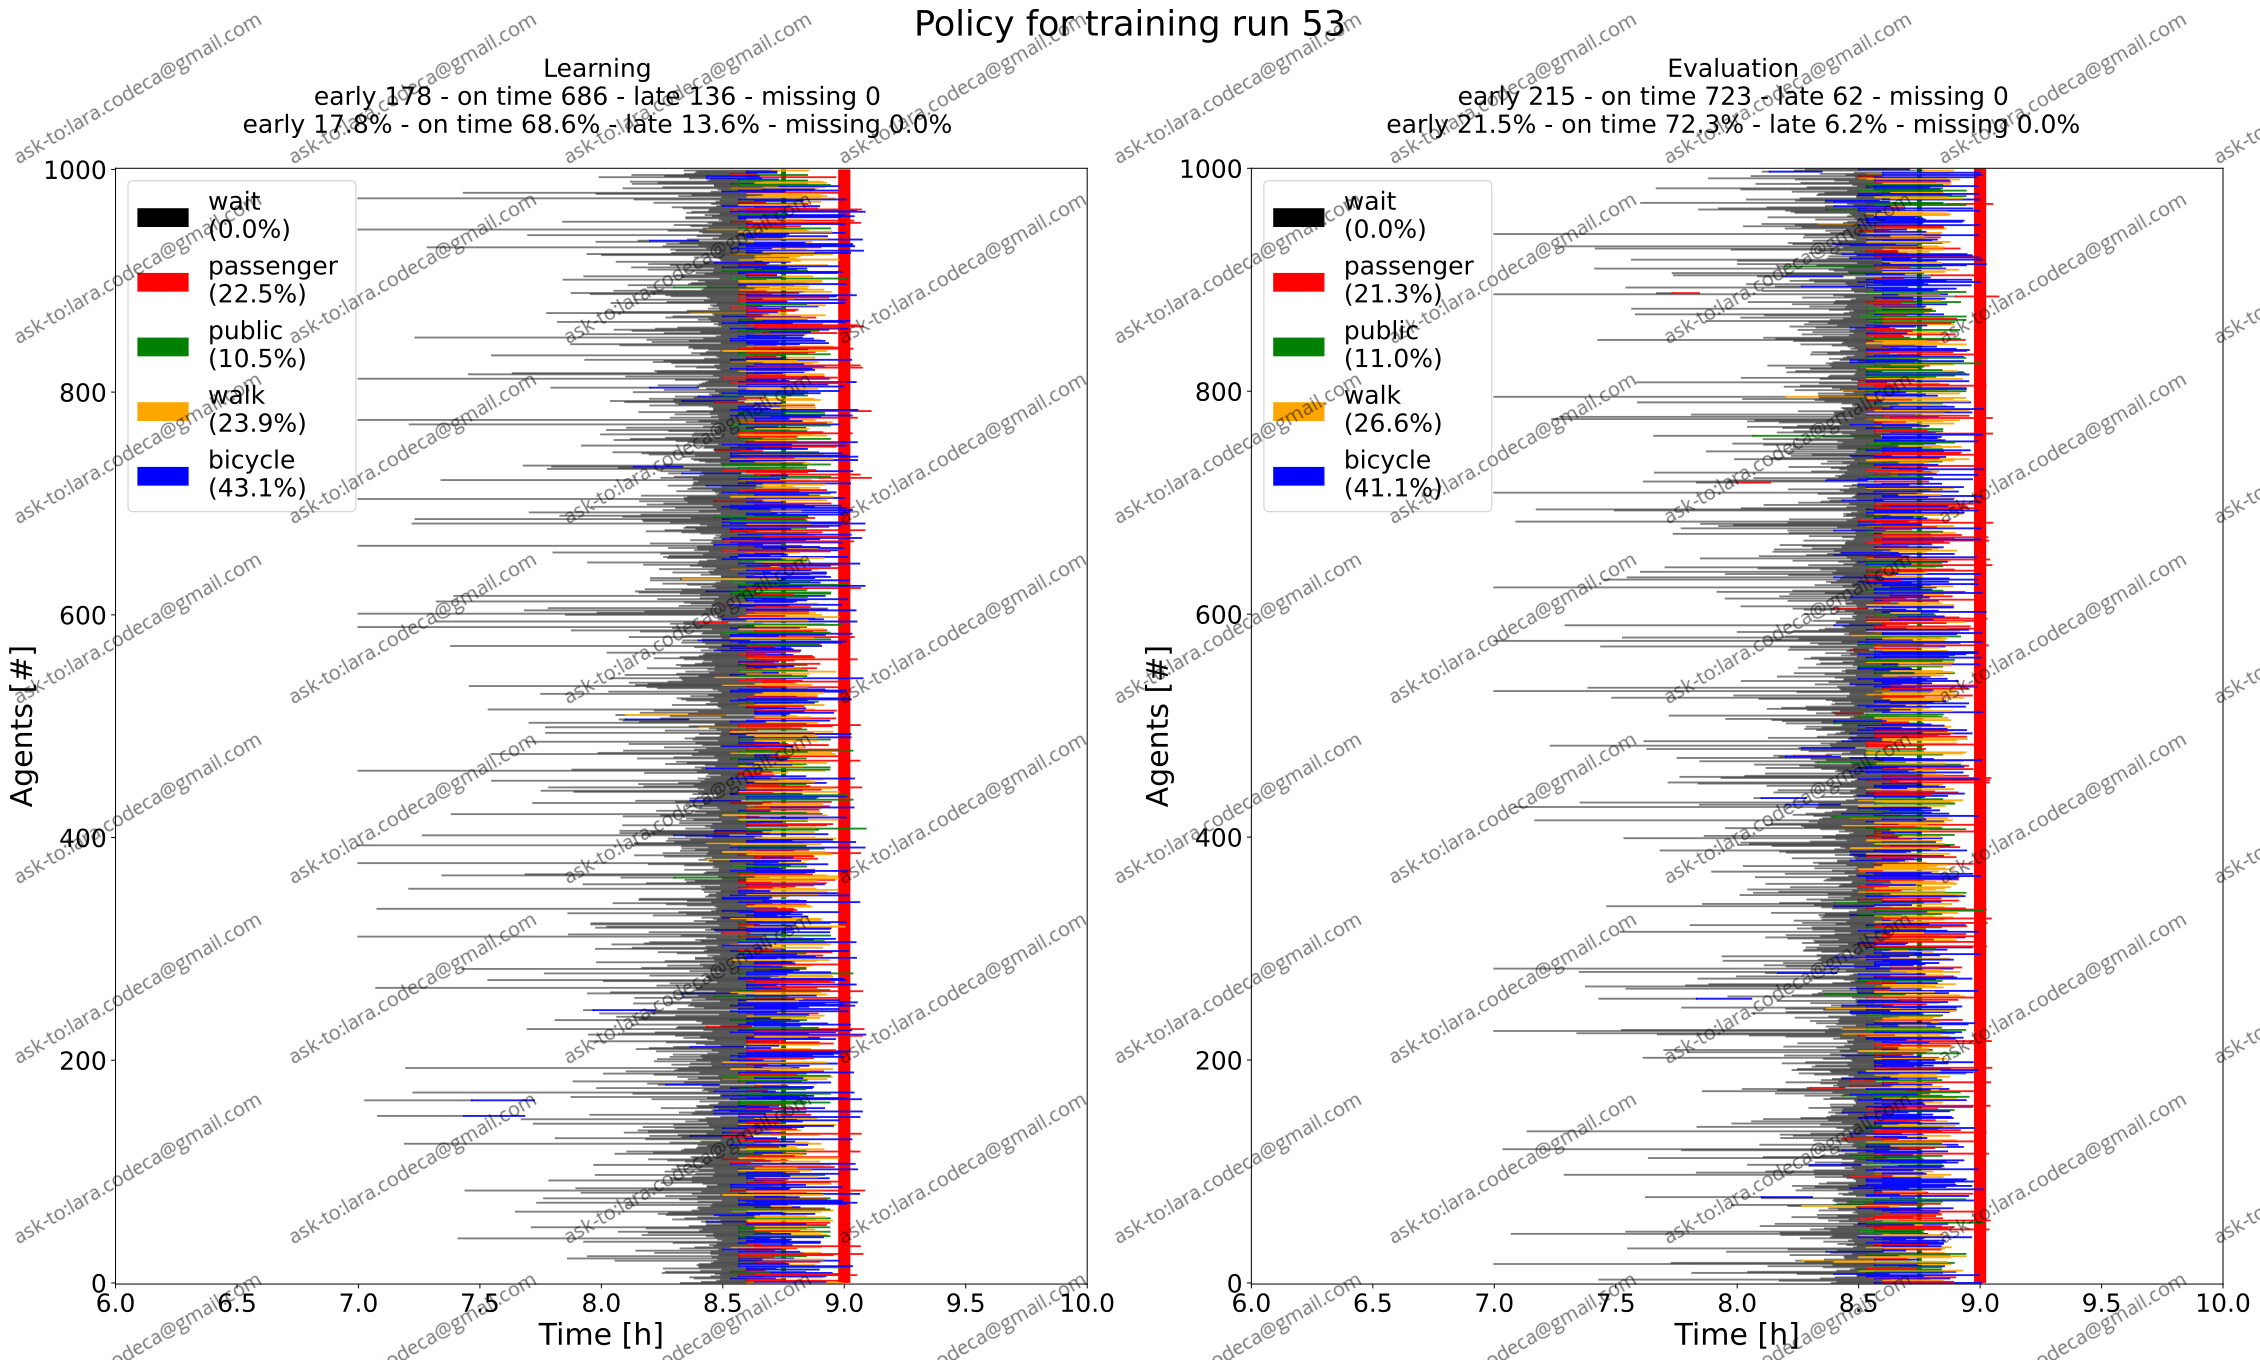 Policy for training run 53
Learning
early 178 - on time 686 - late 136 - missing 0
early 17.8% - on time 68.6% - late 13.6% - missing 0.0%
wait
(0.0%)
passenger
(22.5%)
public
(10.5%)
walk
(23.9%)
bicycle
(43.1%)
Agents [#]
1000
800
600
400
200
0
6.0 6.5 7.0 7.5 8.0 8.5 9.0 9.5 10.0
Time [h]
Evaluation
early 215 - on time 723 - late 62 - missing 0
early 21.5% - on time 72.3% - late 6.2% - missing 0.0%
wait
(0.0%)
passenger
(21.3%)
public
(11.0%)
walk
(26.6%)
bicycle
(41.1%)
Agents [#]
1000
800
600
400
200
0
6.0 6.5 7.0 7.5 8.0 8.5 9.0 9.5 10.0
Time [h]
ask-to:lara.codeca@gmail.com